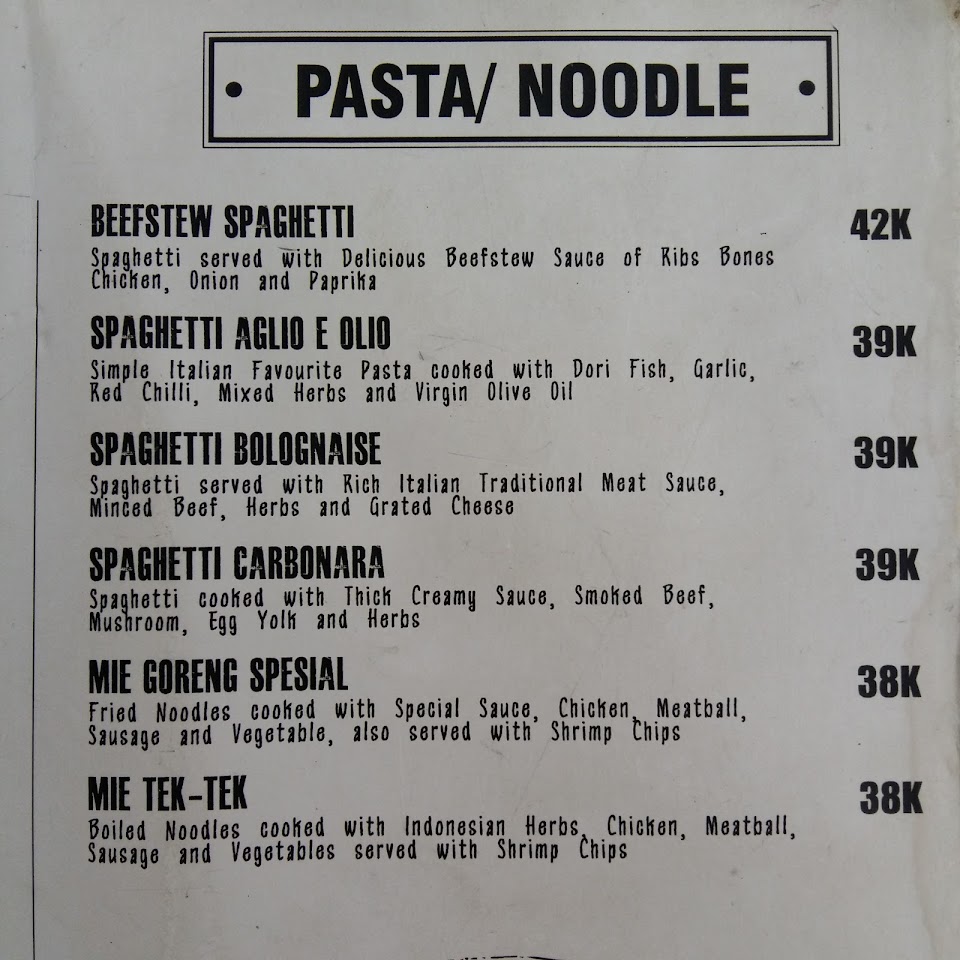 • PASTA/ NOODLE •
BEEFSTEW SPAGHETTI 42K
Spaghetti served with Delicious Beefstew Sauce of Ribs Bones
Chicken, Onion and Paprika
SPAGHETTI AGLIO E OLIO 39K
Simple Italian Favourite Pasta cooked with Dori Fish, Garlic,
Red Chilli, Mixed Herbs and Virgin Olive Oil
SPAGHETTI BOLOGNAISE 39K
Spaghetti served with Rich Italian Traditional Meat Sauce,
Minced Beef, Herbs and Grated Cheese
SPAGHETTI CARBONARA 39K
Spaghetti cooked with Thick Creamy Sauce, Smoked Beef,
Mushroom, Egg Yolk and Herbs
MIE GORENG SPESIAL 38K
Fried Noodles cooked with Special Sauce, Chicken, Meatball,
Sausage and Vegetable, also served with Shrimp Chips
MIE TEK-TEK 38K
Boiled Noodles cooked with Indonesian Herbs, Chicken, Meatball,
Sausage and Vegetables served with Shrimp Chips